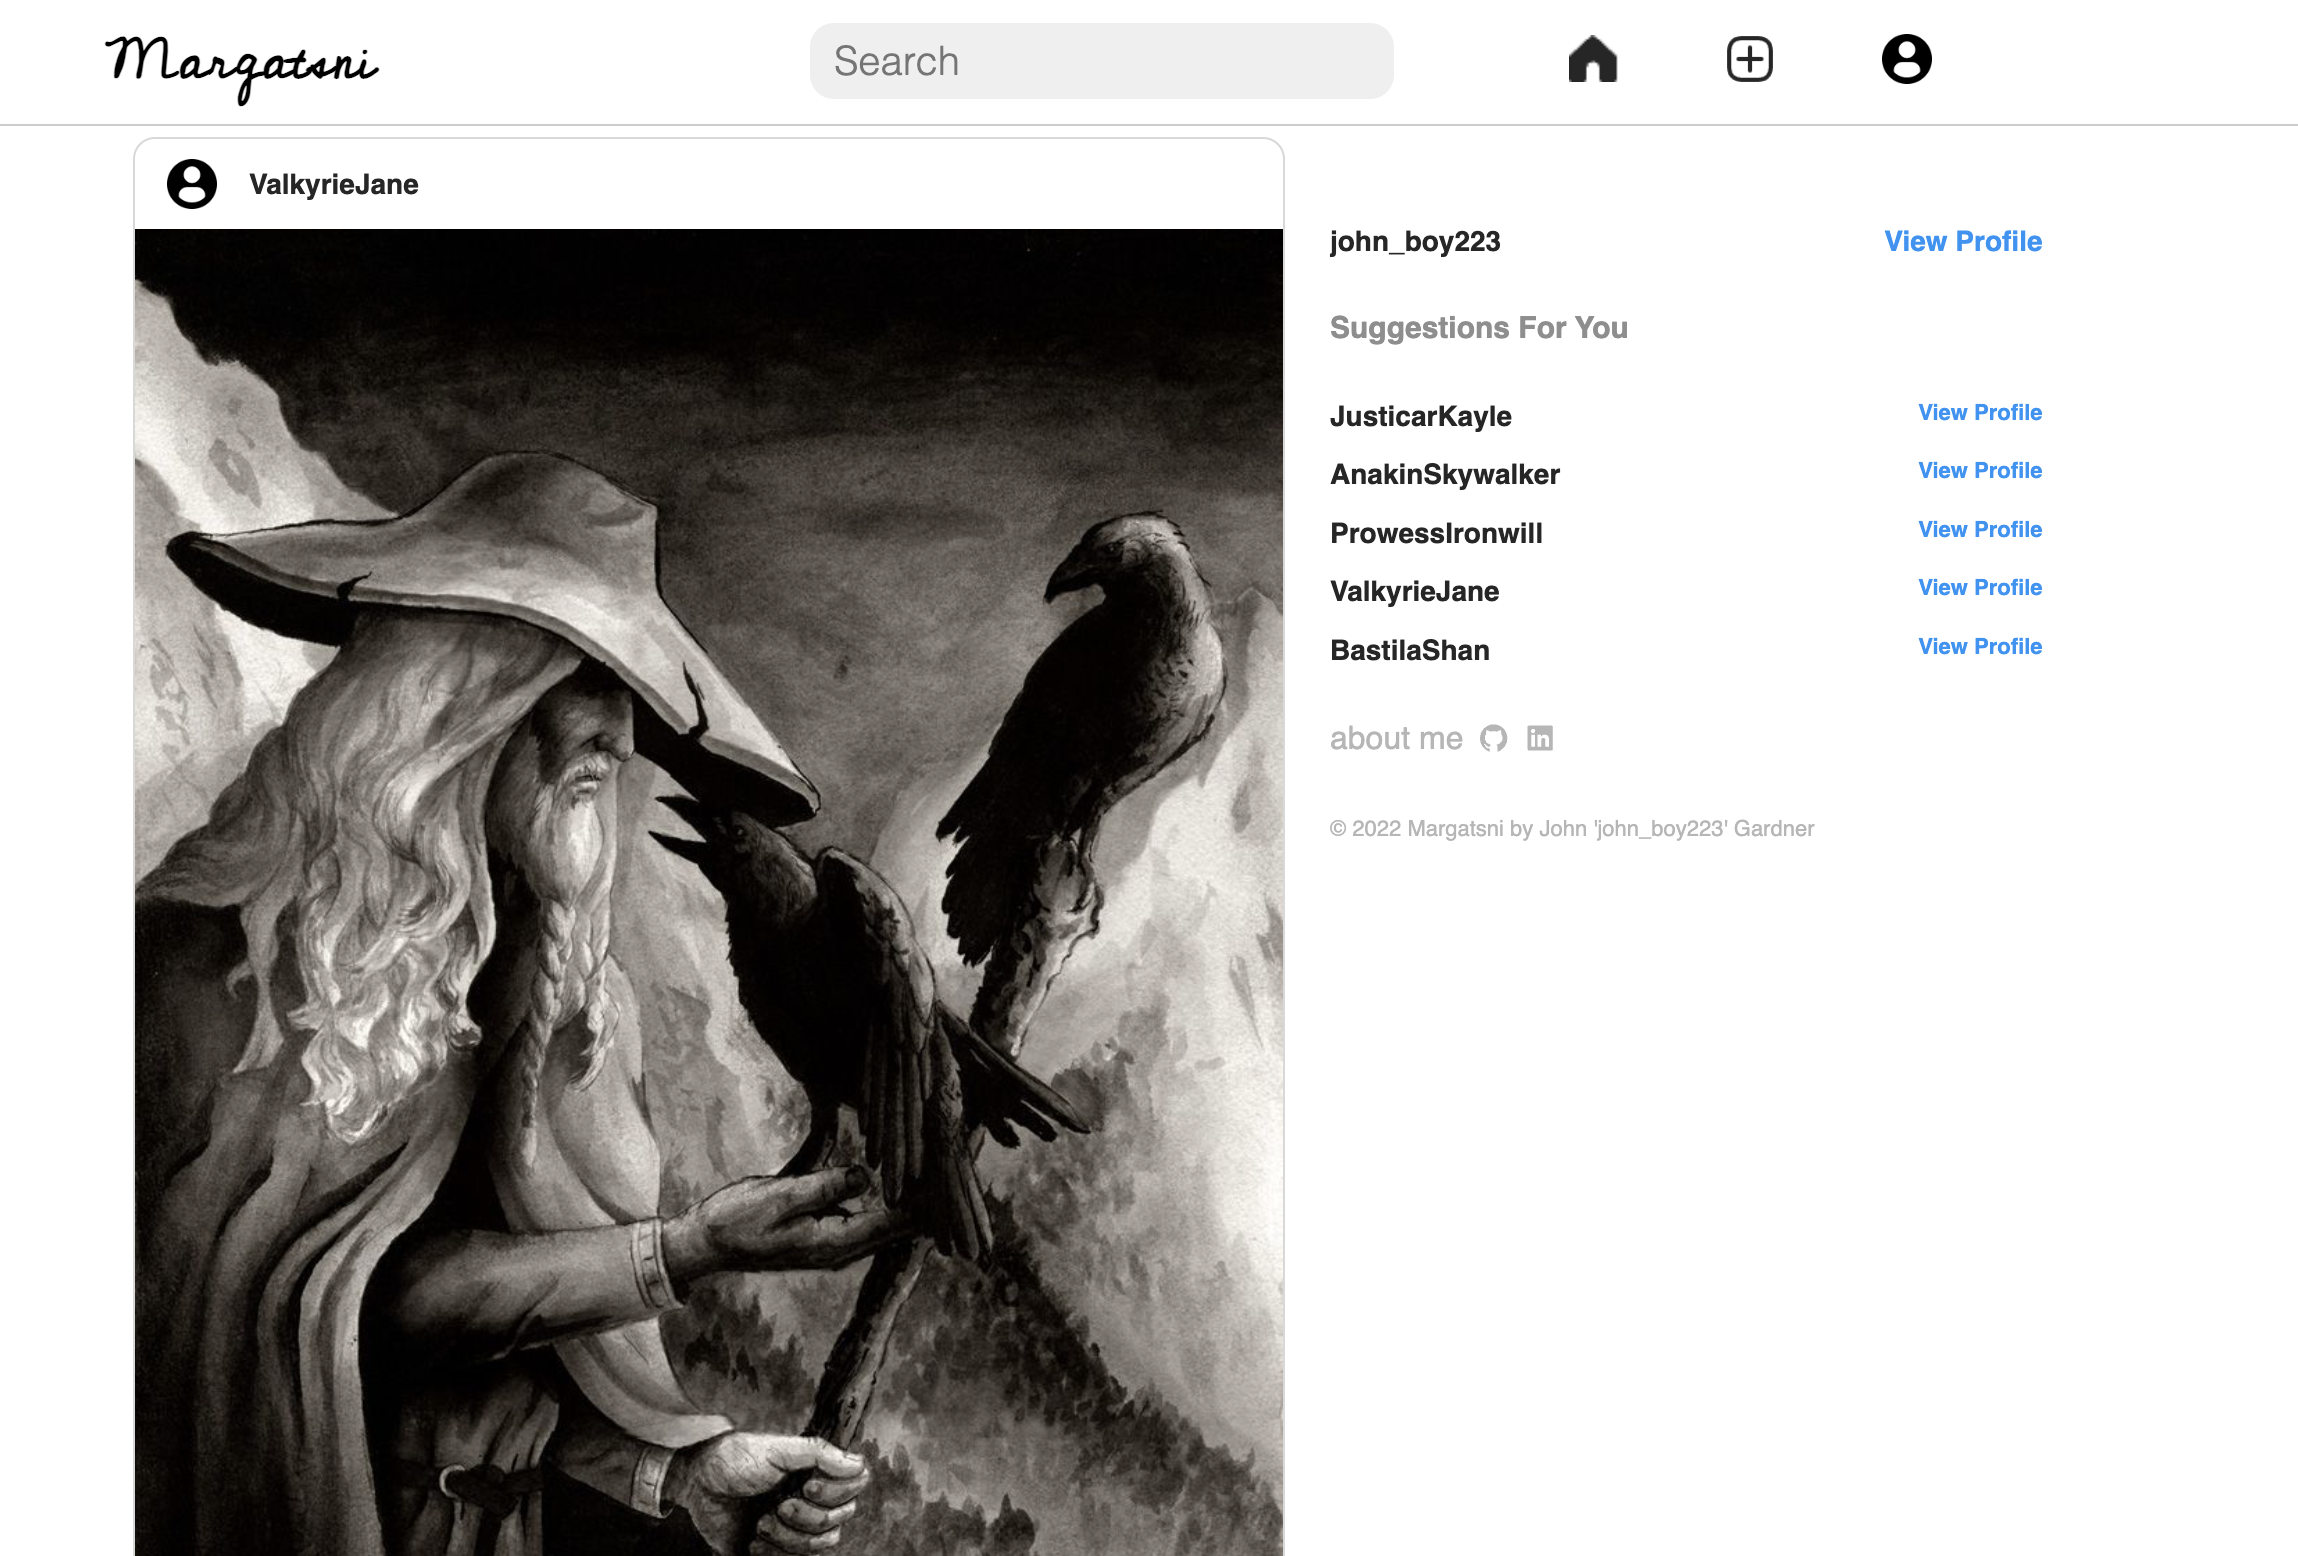 Margatsni
Search
ValkyrieJane
john_boy223 View Profile
Suggestions For You
JusticarKayle View Profile
AnakinSkywalker View Profile
ProwessIronwill View Profile
ValkyrieJane View Profile
BastilaShan View Profile
about me in
© 2022 Margatsni by John 'john_boy223' Gardner